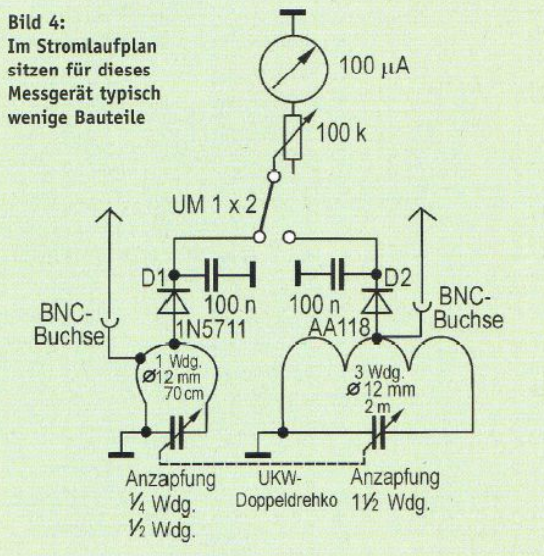 Bild 4:
Im Stromlaufplan
sitzen für dieses
Messgerät typisch
wenige Bauteile
100 µA
100 k
UM 1 x 2
D1
D2
100 n
100 n
1N5711
AA118
BNC-
Buchse
BNC-
Buchse
1 Wdg.
Ø12 mm
70 cm
3 Wdg.
Ø 12 mm
2 m
Anzapfung
¼ Wdg.
½ Wdg.
UKW-
Doppeldrehko
Anzapfung
1½ Wdg.